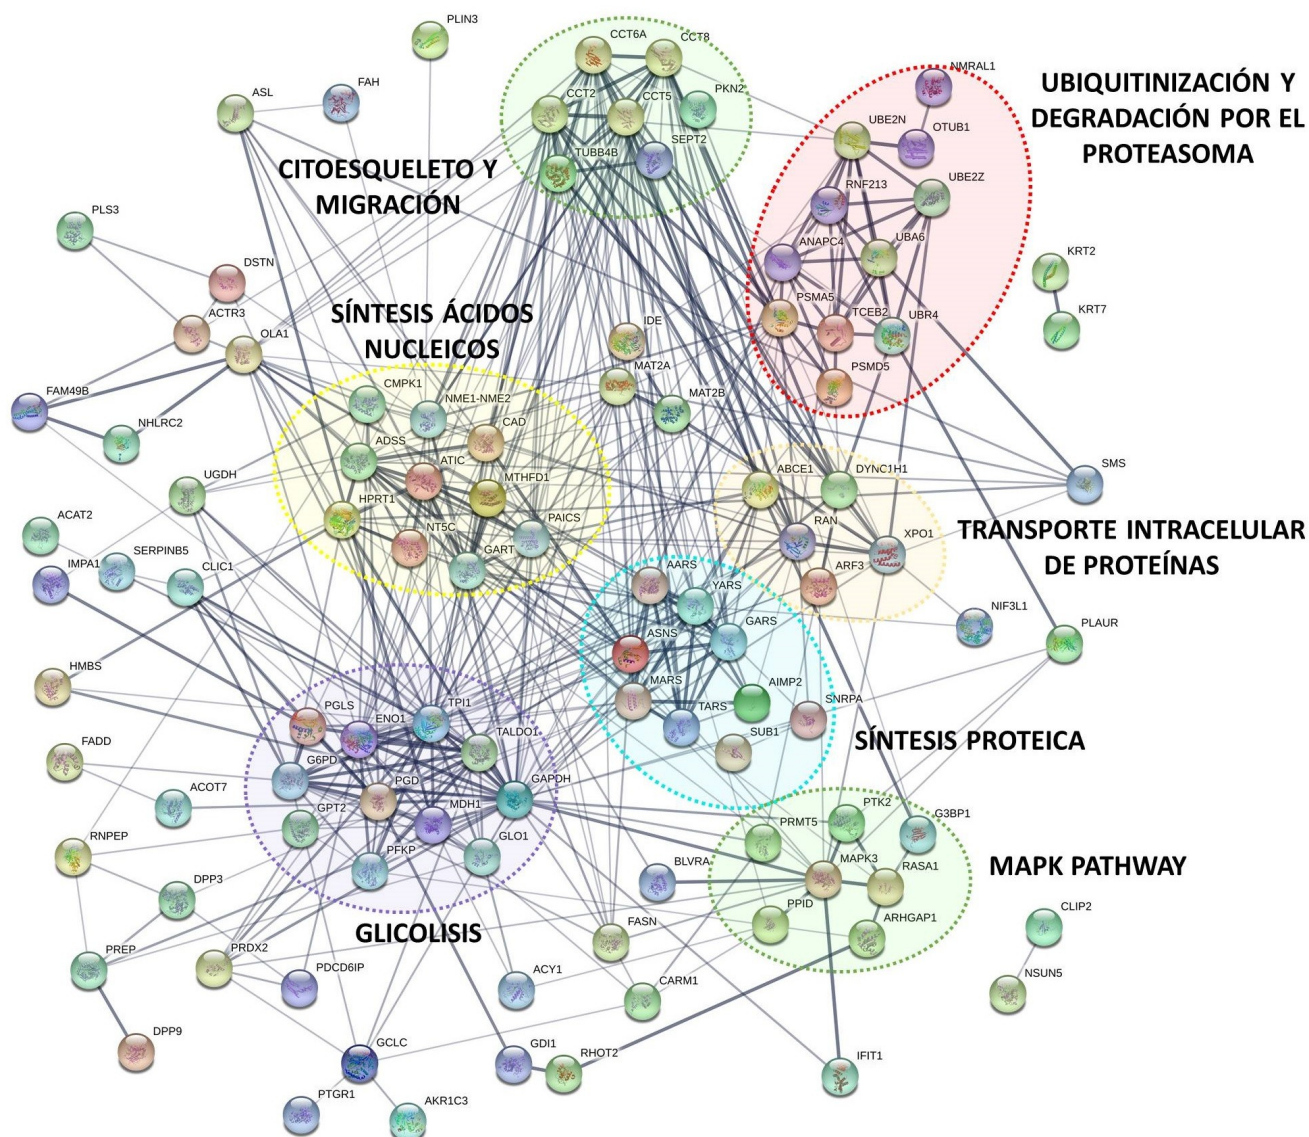 PLIN3
CCT6A
CCT8
CCT2
CCT5
PKN2
TUBB4B
SEPT2
FAH
ASL
CITOESQUELETO Y
MIGRACIÓN
NMRAL1
UBE2N
OTUB1
RNF213
UBE2Z
ANAPC4
UBA6
PSMA5
TCEB2
UBR4
PSMD5
UBIQUITINIZACIÓN Y
DEGRADACIÓN POR EL
PROTEASOMA
PLS3
DSTN
ACTR3
OLA1
FAM49B
NHLRC2
KRT2
KRT7
SÍNTESIS ÁCIDOS
NUCLEICOS
IDE
MAT2A
MAT2B
CMPK1
NME1-NME2
CAD
ADSS
ATIC
MTHFD1
HPRT1
NT5C
PAICS
GART
UGDH
ACAT2
SERPINB5
IMPA1
CLIC1
ABCE1
DYNC1H1
RAN
XPO1
ARF3
SMS
TRANSPORTE INTRACELULAR
DE PROTEÍNAS
NIF3L1
PLAUR
AARS
YARS
GARS
ASNS
MARS
AIMP2
TARS
SNRPA
SUB1
SÍNTESIS PROTEICA
HMBS
FADD
ACOT7
RNPEP
DPP3
PREP
DPP9
PGLS
ENO1
TPI1
TALDO1
G6PD
PGD
GAPDH
GPT2
MDH1
PFKP
GLO1
GLICOLISIS
PRMT5
PTK2
G3BP1
MAPK3
RASA1
PPID
ARHGAP1
MAPK PATHWAY
BLVRA
FASN
CARM1
ACY1
PRDX2
PDCD6IP
GCLC
PTGR1
AKR1C3
GDI1
RHOT2
IFIT1
CLIP2
NSUN5